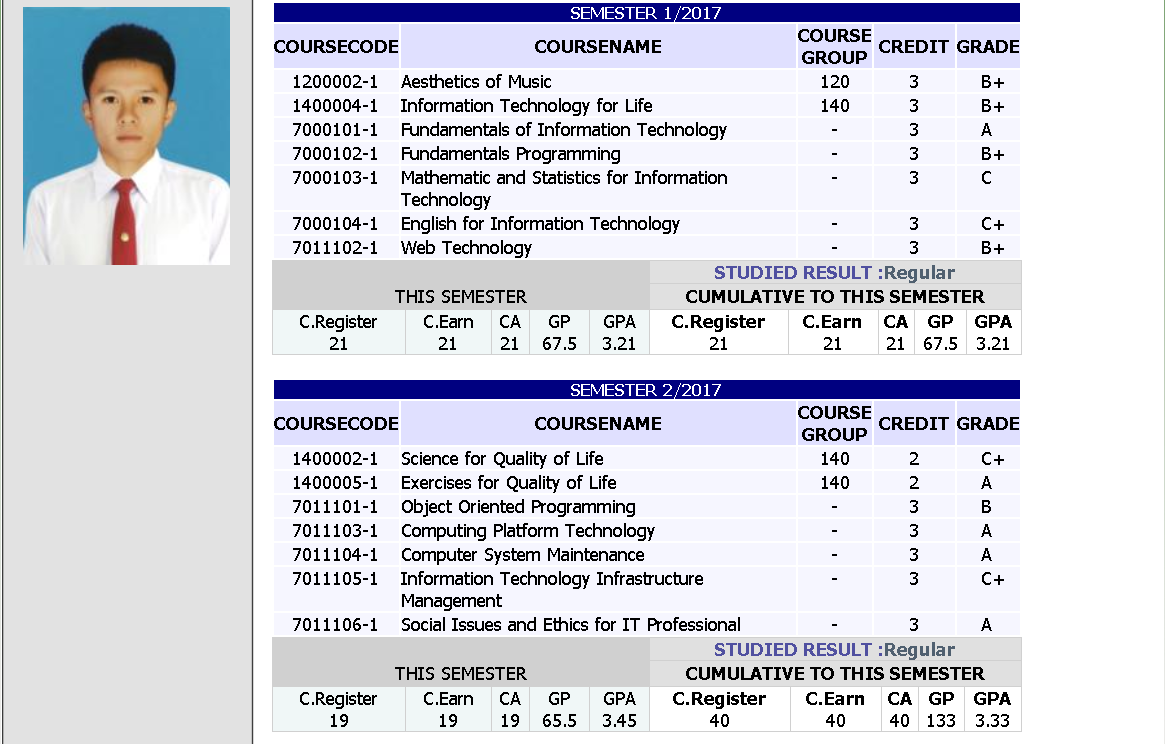 SEMESTER 1/2017
COURSECODE COURSENAME COURSE GROUP CREDIT GRADE
1200002-1 Aesthetics of Music 120 3 B+
1400004-1 Information Technology for Life 140 3 B+
7000101-1 Fundamentals of Information Technology - 3 A
7000102-1 Fundamentals Programming - 3 B+
7000103-1 Mathematic and Statistics for Information - 3 C
Technology
7000104-1 English for Information Technology - 3 C+
7011102-1 Web Technology - 3 B+
STUDIED RESULT :Regular
THIS SEMESTER CUMULATIVE TO THIS SEMESTER
C.Register C.Earn CA GP GPA C.Register C.Earn CA GP GPA
21 21 21 67.5 3.21 21 21 21 67.5 3.21
SEMESTER 2/2017
COURSECODE COURSENAME COURSE GROUP CREDIT GRADE
1400002-1 Science for Quality of Life 140 2 C+
1400005-1 Exercises for Quality of Life 140 2 A
7011101-1 Object Oriented Programming - 3 B
7011103-1 Computing Platform Technology - 3 A
7011104-1 Computer System Maintenance - 3 A
7011105-1 Information Technology Infrastructure - 3 C+
Management
7011106-1 Social Issues and Ethics for IT Professional - 3 A
STUDIED RESULT :Regular
THIS SEMESTER CUMULATIVE TO THIS SEMESTER
C.Register C.Earn CA GP GPA C.Register C.Earn CA GP GPA
19 19 19 65.5 3.45 40 40 40 133 3.33